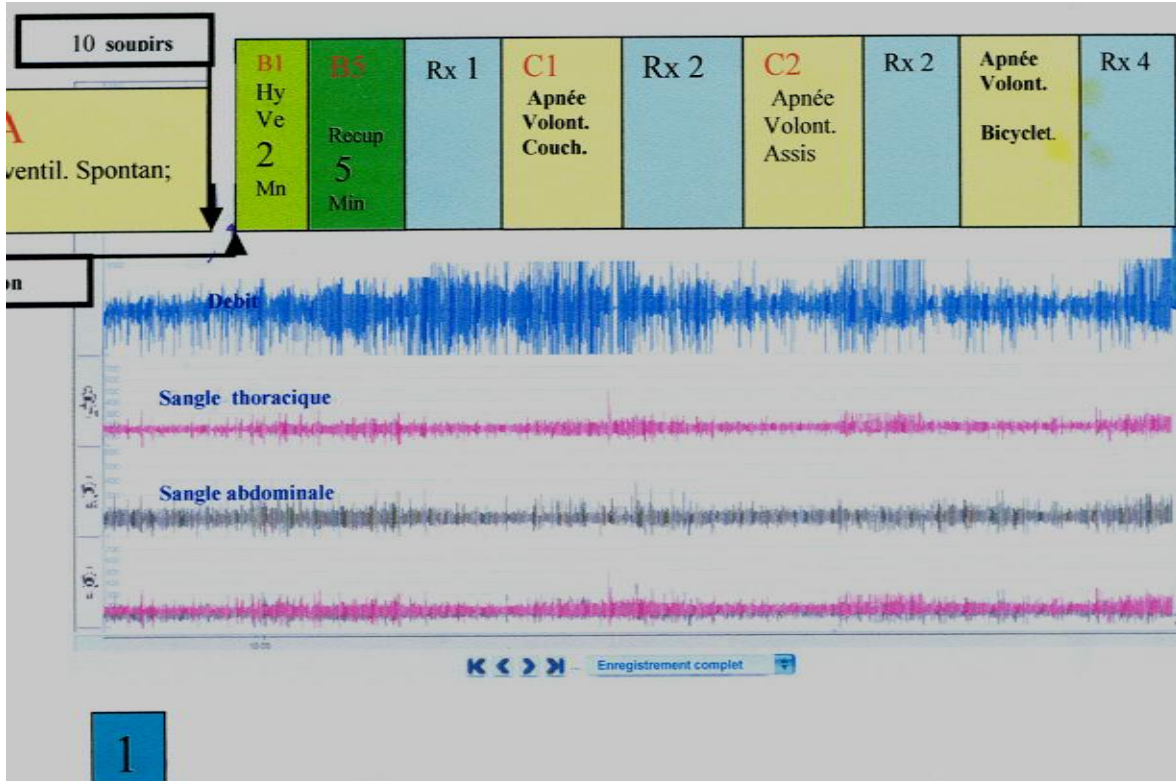 10 soupirs
A
ventil. Spontan;
on
B1
Hy
Ve
2
Mn
B5
Recup
5
Min
Rx 1
C1
Apnée
Volont.
Couch.
Rx 2
C2
Apnée
Volont.
Assis
Rx 2
Apnée
Volont.
Bicyclet.
Rx 4
Debit
Sangle thoracique
Sangle abdominale
Enregistrement complet
1